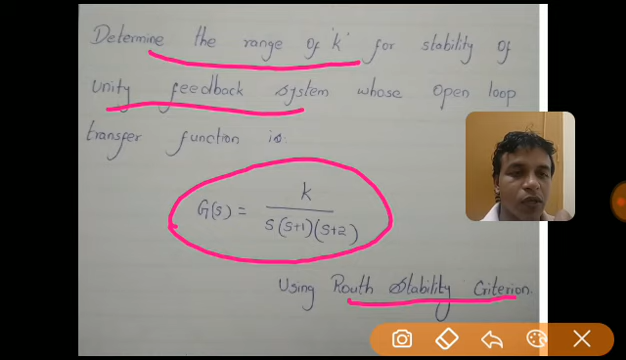 Determine the range of 'k' for stability of
unity feedback system whose open loop
transfer function is
G(s) = k / s(s+1)(s+2)
Using Routh Stability Criterion.